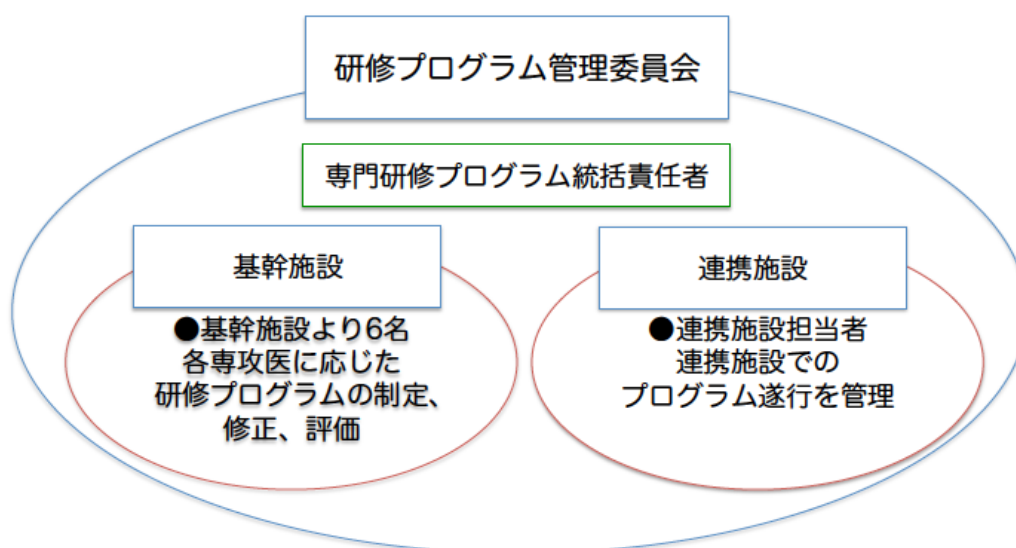 研修プログラム管理委員会
専門研修プログラム統括責任者
基幹施設
●基幹施設より6名
各専攻医に応じた
研修プログラムの制定、
修正、評価
連携施設
●連携施設担当者
連携施設での
プログラム遂行を管理